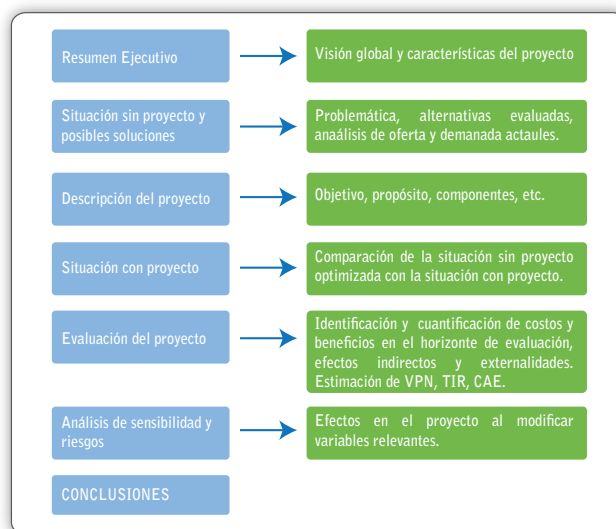 Resumen Ejecutivo
Visión global y características del proyecto
Situación sin proyecto y
posibles soluciones
Problemática, alternativas evaluadas,
anaálisis de oferta y demanada actaules.
Descripción del proyecto
Objetivo, propósito, componentes, etc.
Situación con proyecto
Comparación de la situación sin proyecto
optimizada con la situación con proyecto.
Evaluación del proyecto
Identificación y cuantificación de costos y
beneficios en el horizonte de evaluación,
efectos indirectos y externalidades.
Estimación de VPN, TIR, CAE.
Análisis de sensibilidad y
riesgos
Efectos en el proyecto al modificar
variables relevantes.
CONCLUSIONES